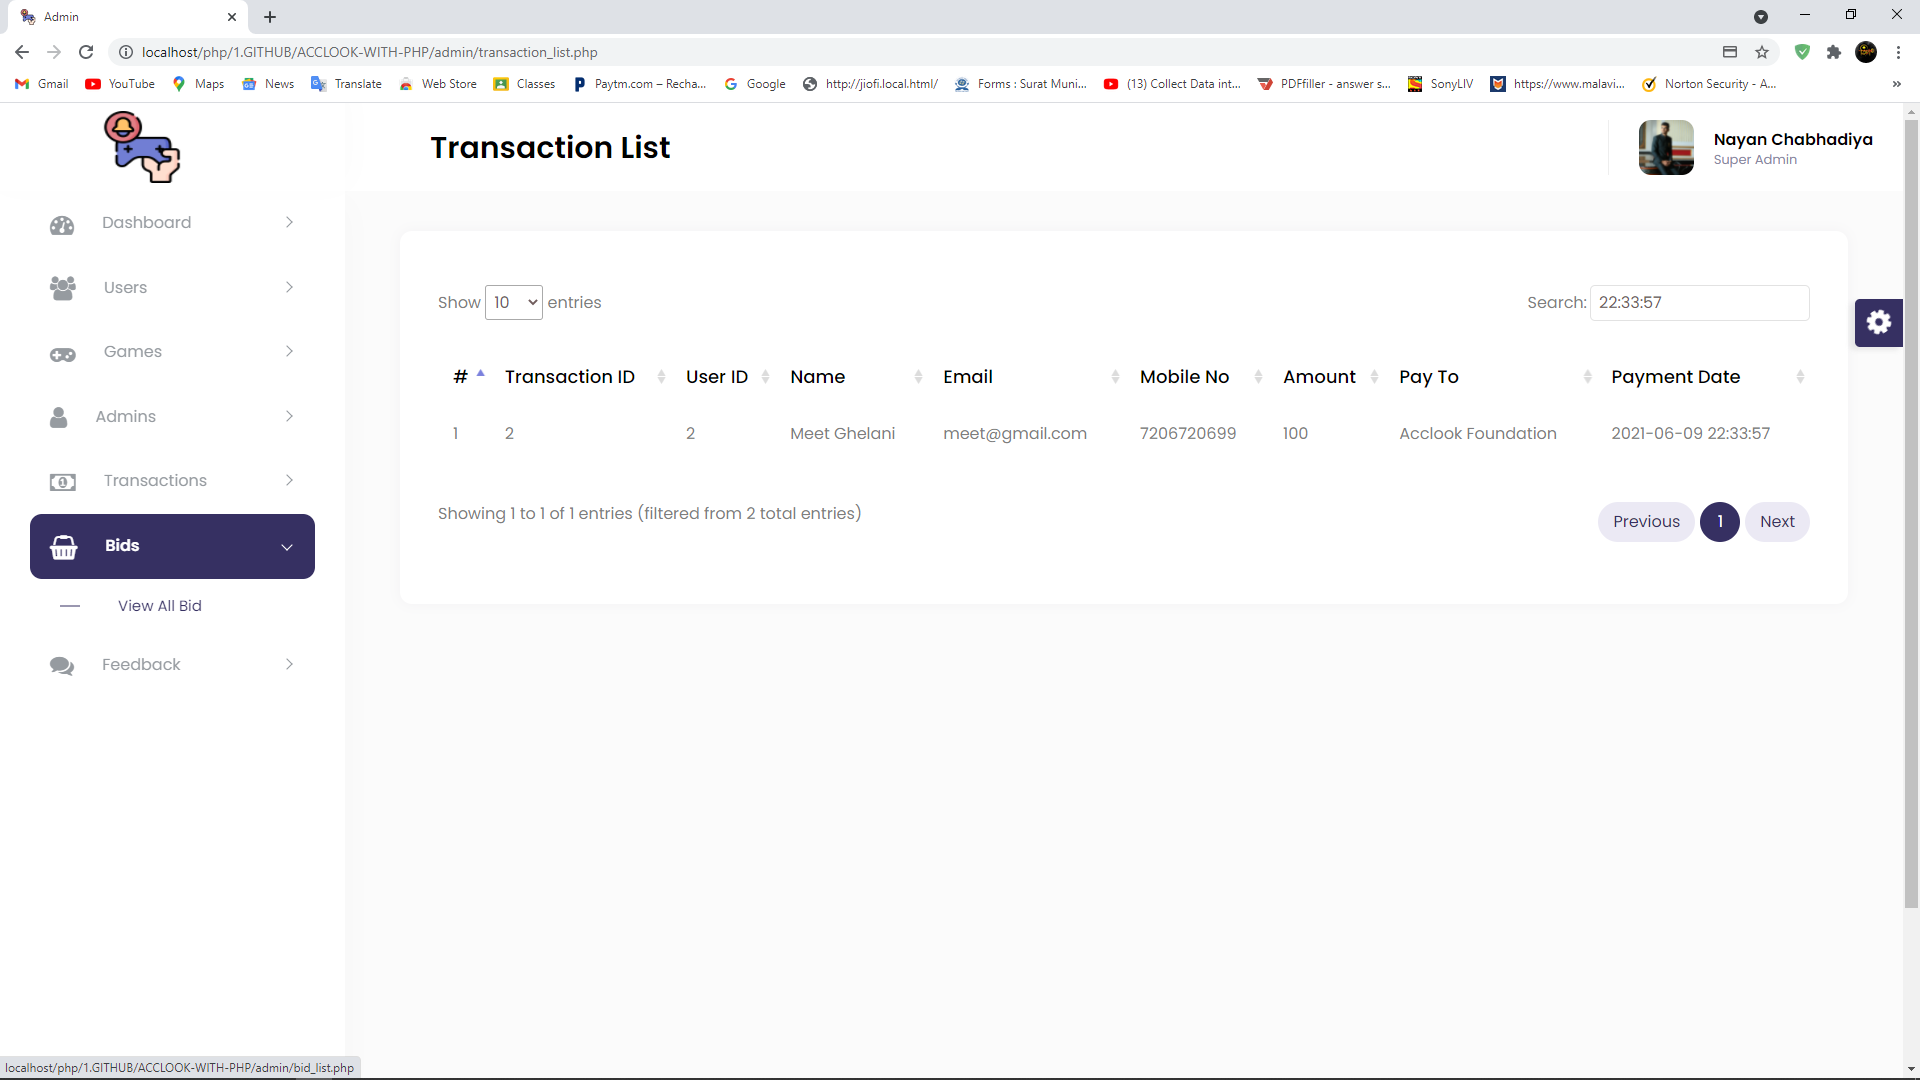 Admin
localhost/php/1.GITHUB/ACCLOOK-WITH-PHP/admin/transaction_list.php
Gmail YouTube Maps News Translate Web Store Classes Paytm.com – Recha... Google http://jiofi.local.html/ Forms : Surat Muni... (13) Collect Data int... PDFfiller - answer s... SonyLIV https://www.malavi... Norton Security - A... »
Transaction List
Nayan Chabhadiya
Super Admin
Dashboard
Users
Games
Admins
Transactions
Bids
View All Bid
Feedback
Show 10 entries
Search: 22:33:57
# Transaction ID User ID Name Email Mobile No Amount Pay To Payment Date
1 2 2 Meet Ghelani meet@gmail.com 7206720699 100 Acclook Foundation 2021-06-09 22:33:57
Showing 1 to 1 of 1 entries (filtered from 2 total entries)
Previous 1 Next
localhost/php/1.GITHUB/ACCLOOK-WITH-PHP/admin/bid_list.php